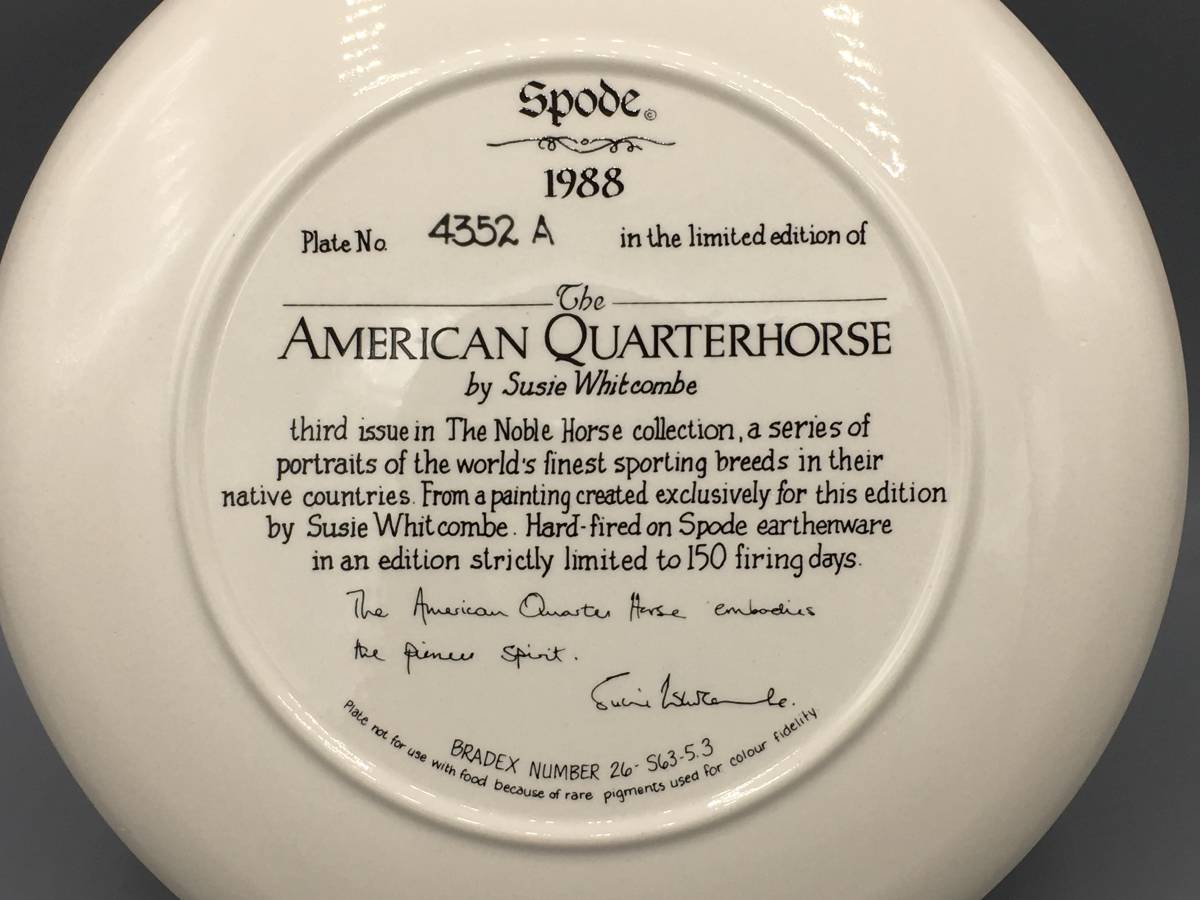 Spode ©
1988
Plate No. 4352 A in the limited edition of
The
AMERICAN QUARTERHORSE
by Susie Whitcombe
third issue in The Noble Horse collection, a series of
portraits of the world's finest sporting breeds in their
native countries. From a painting created exclusively for this edition
by Susie Whitcombe. Hard-fired on Spode earthenware
in an edition strictly limited to 150 firing days.
The American Quarter Horse embodies
the pioneer spirit.
Susie Whitcombe.
BRADEX NUMBER 26-S63-5.3
Plate not for use with food because of rare pigments used for colour fidelity.